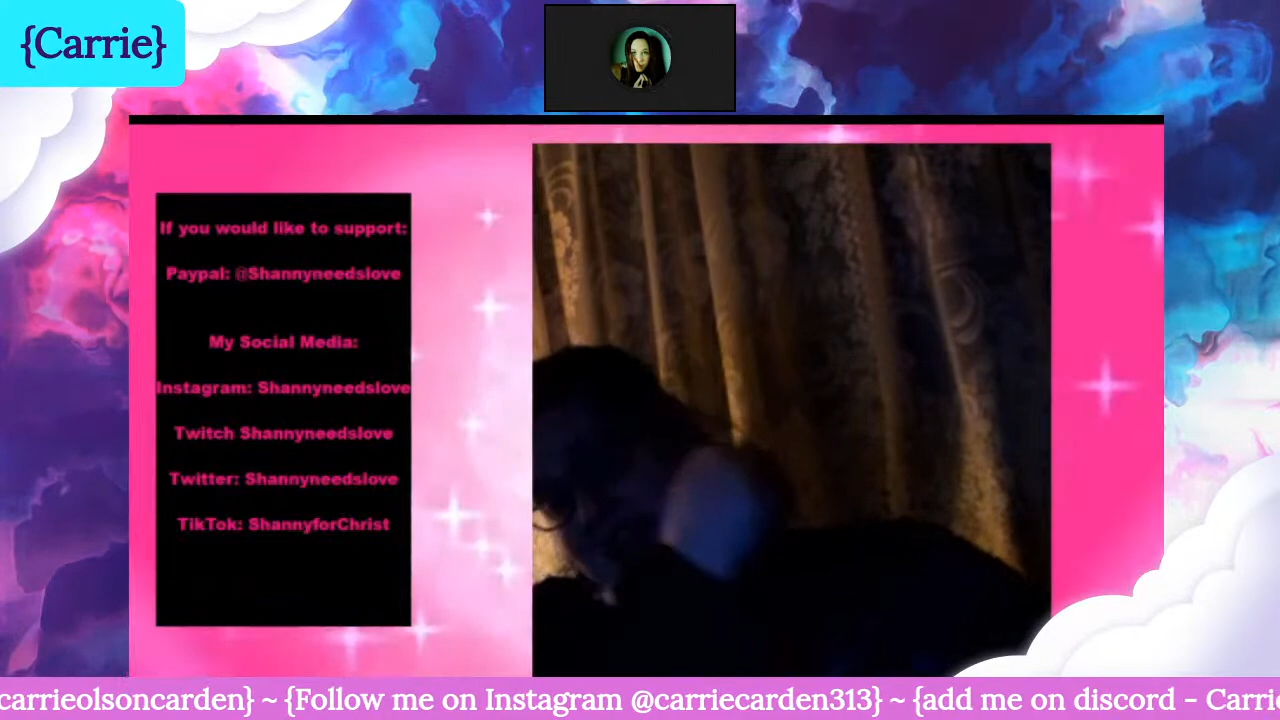 {Carrie}
If you would like to support:
Paypal: @Shannyneedslove
My Social Media:
Instagram: Shannyneedslove
Twitch Shannyneedslove
Twitter: Shannyneedslove
TikTok: ShannyforChrist
carrieolsoncarden} ~ {Follow me on Instagram @carriecarden313} ~ {add me on discord - Carri